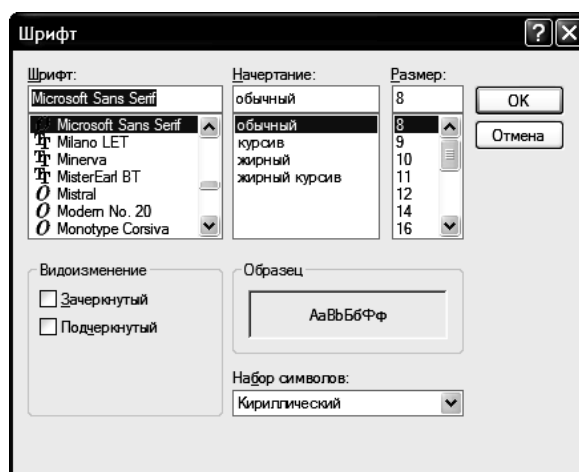 Шрифт
Шрифт:
Microsoft Sans Serif
Microsoft Sans Serif
Milano LET
Minerva
MisterEarl BT
Mistral
Modern No. 20
Monotype Corsiva
Начертание:
обычный
обычный
курсив
жирный
жирный курсив
Размер:
8
8
9
10
11
12
14
16
OK
Отмена
Видоизменение
Зачеркнутый
Подчеркнутый
Образец
АаBbБбФф
Набор символов:
Кириллический